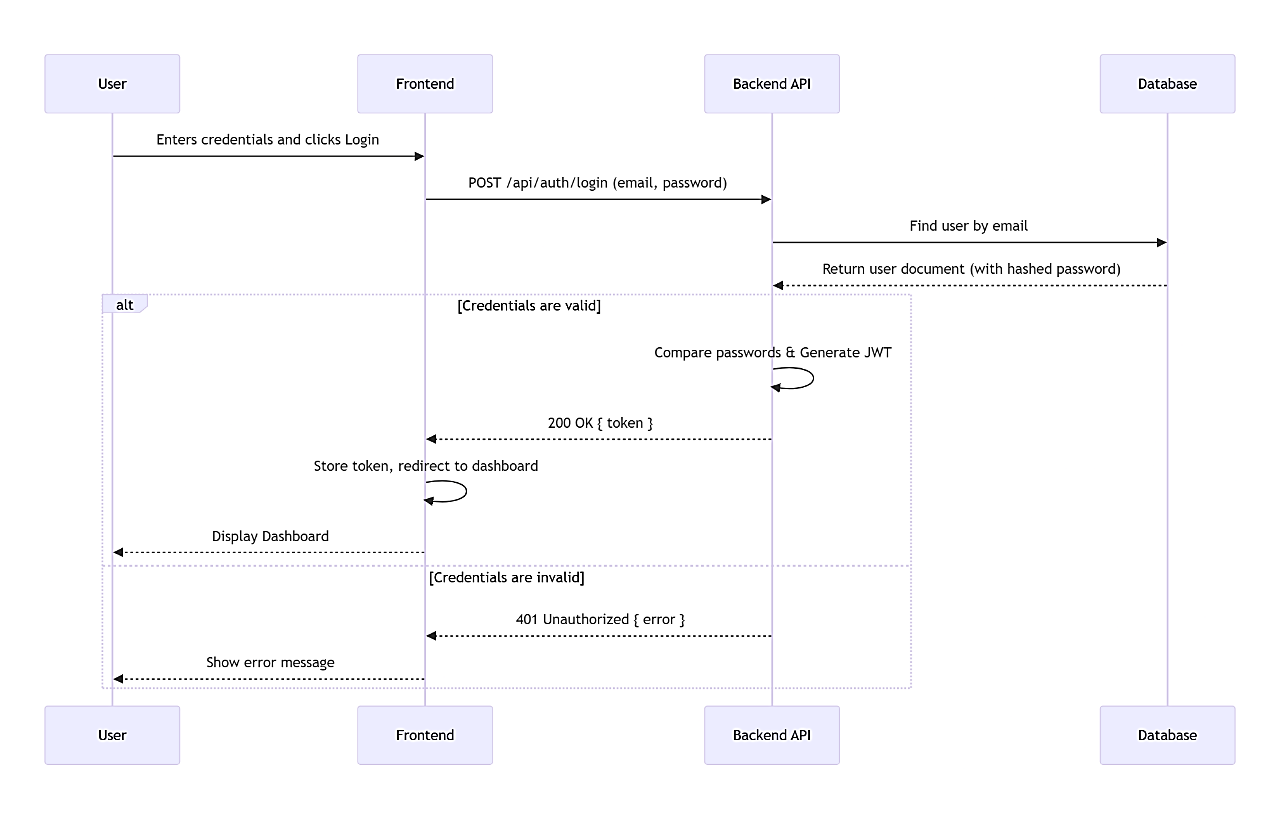 User
Frontend
Backend API
Database
Enters credentials and clicks Login
POST /api/auth/login (email, password)
Find user by email
Return user document (with hashed password)
alt
[Credentials are valid]
Compare passwords & Generate JWT
200 OK { token }
Store token, redirect to dashboard
Display Dashboard
[Credentials are invalid]
401 Unauthorized { error }
Show error message
User
Frontend
Backend API
Database